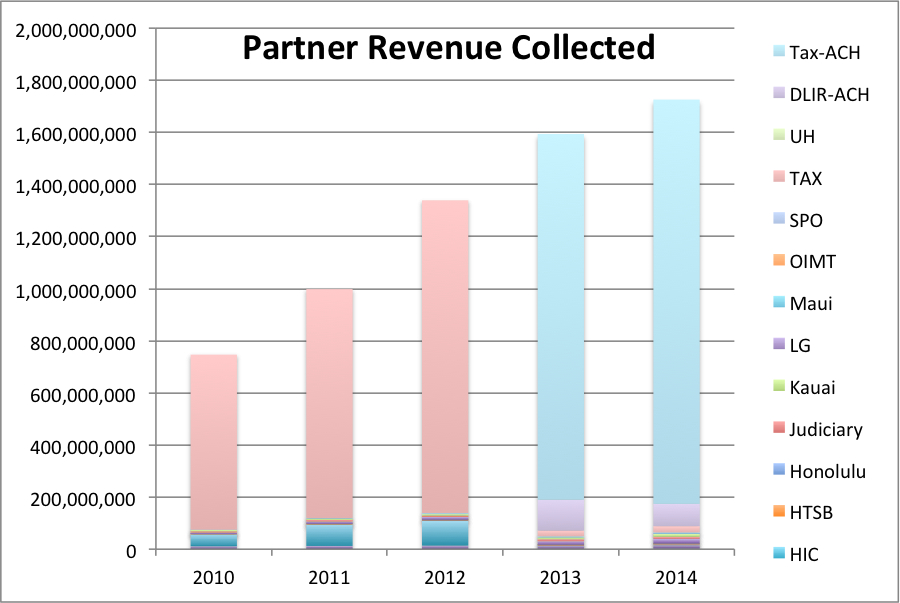 Partner Revenue Collected
2,000,000,000
1,800,000,000
1,600,000,000
1,400,000,000
1,200,000,000
1,000,000,000
800,000,000
600,000,000
400,000,000
200,000,000
0
2010
2011
2012
2013
2014
Tax-ACH
DLIR-ACH
UH
TAX
SPO
OIMT
Maui
LG
Kauai
Judiciary
Honolulu
HTSB
HIC